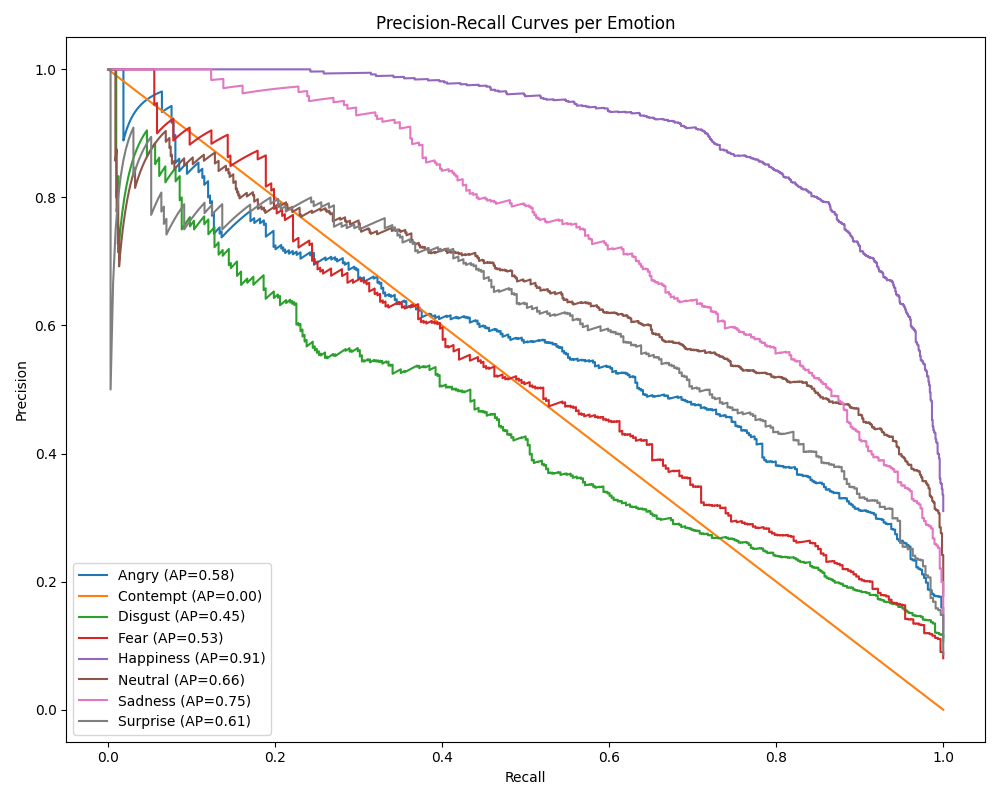 Precision-Recall Curves per Emotion
Precision
1.0
0.8
0.6
0.4
0.2
0.0
Angry (AP=0.58)
Contempt (AP=0.00)
Disgust (AP=0.45)
Fear (AP=0.53)
Happiness (AP=0.91)
Neutral (AP=0.66)
Sadness (AP=0.75)
Surprise (AP=0.61)
0.0 0.2 0.4 0.6 0.8 1.0
Recall